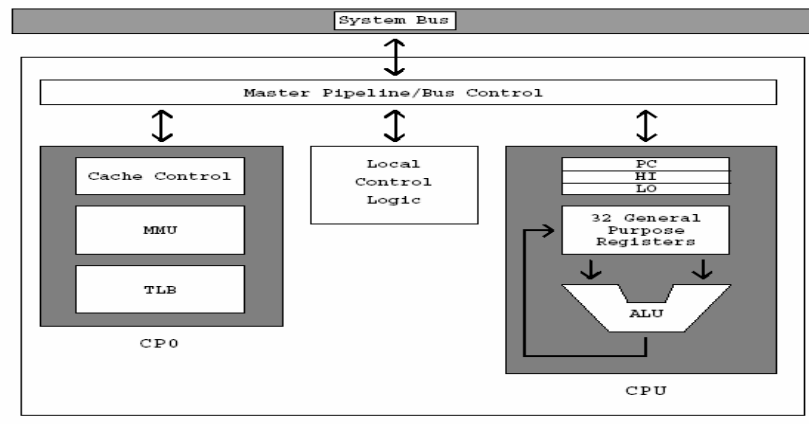 System Bus
Master Pipeline/Bus Control
Cache Control
MMU
TLB
CP0
Local
Control
Logic
PC
HI
LO
32 General
Purpose
Registers
ALU
CPU